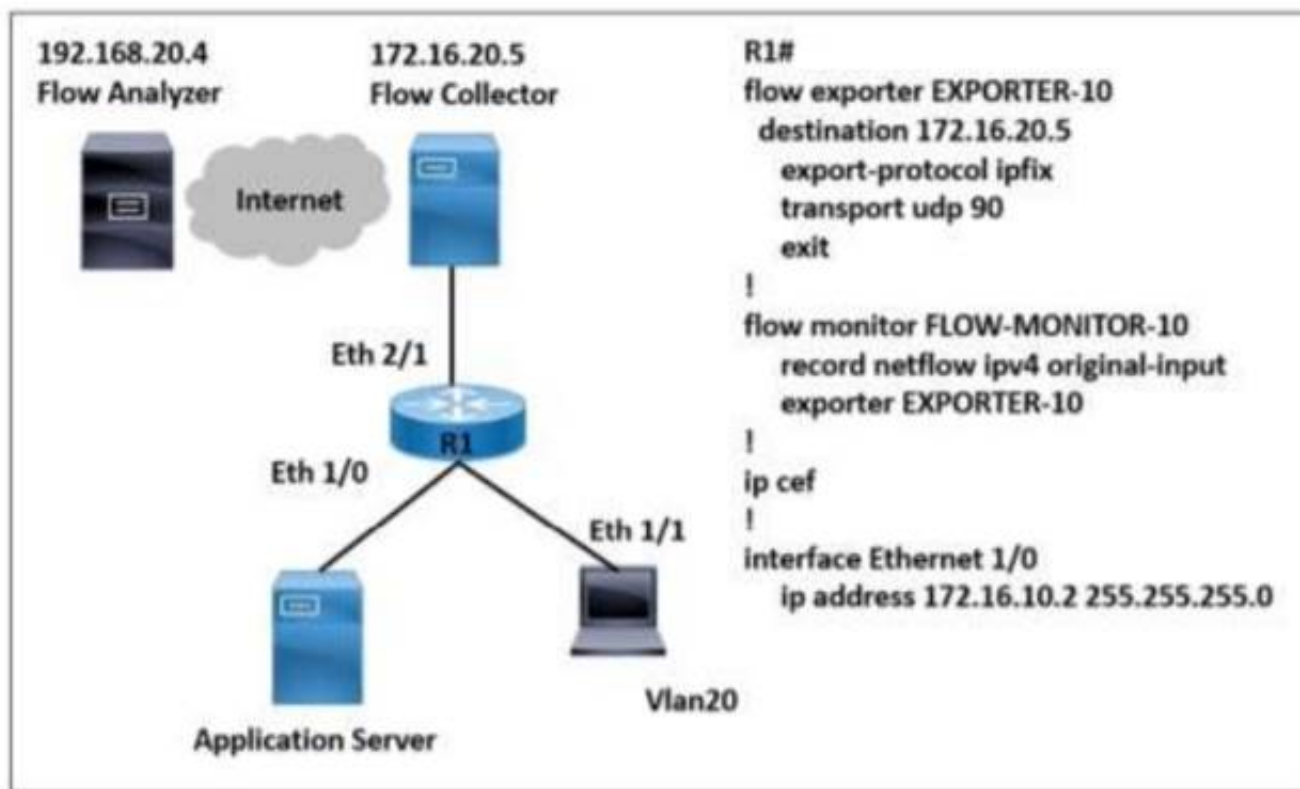 192.168.20.4
Flow Analyzer
172.16.20.5
Flow Collector
Internet
Eth 2/1
R1
Eth 1/0
Eth 1/1
Application Server
Vlan20
R1#
flow exporter EXPORTER-10
destination 172.16.20.5
export-protocol ipfix
transport udp 90
exit
!
flow monitor FLOW-MONITOR-10
record netflow ipv4 original-input
exporter EXPORTER-10
!
ip cef
!
interface Ethernet 1/0
ip address 172.16.10.2 255.255.255.0